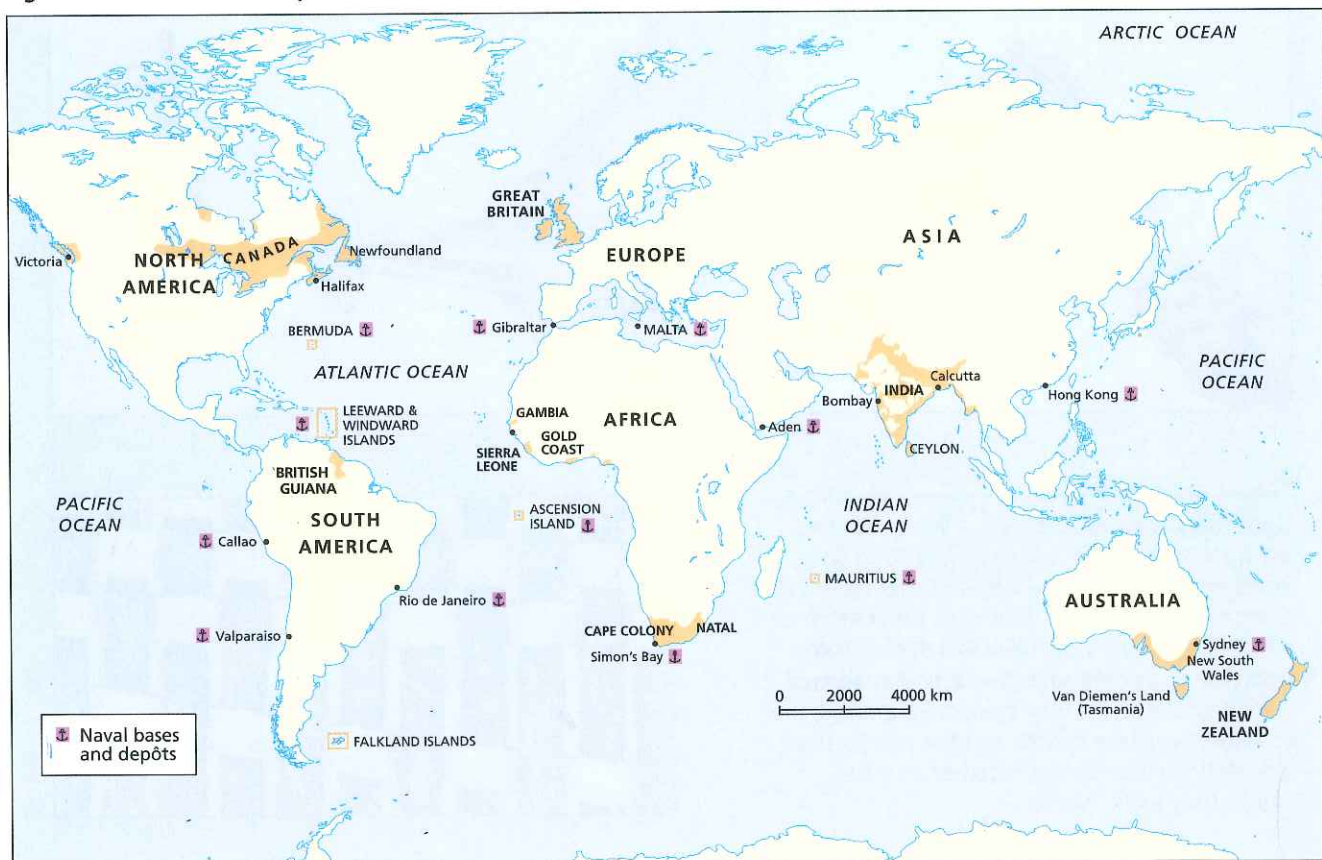 ARCTIC OCEAN
GREAT
BRITAIN
ASIA
EUROPE
Victoria
NORTH
AMERICA
CANADA
Newfoundland
Halifax
BERMUDA
Gibraltar
MALTA
ATLANTIC OCEAN
PACIFIC
OCEAN
Calcutta
INDIA
Bombay
Hong Kong
LEEWARD &
WINDWARD
ISLANDS
GAMBIA
AFRICA
Aden
GOLD
COAST
SIERRA
LEONE
CEYLON
BRITISH
GUIANA
PACIFIC
OCEAN
SOUTH
AMERICA
ASCENSION
ISLAND
INDIAN
OCEAN
Callao
MAURITIUS
Rio de Janeiro
AUSTRALIA
Valparaiso
CAPE COLONY
NATAL
Simon's Bay
Sydney
New South
Wales
0 2000 4000 km
Van Diemen's Land
(Tasmania)
NEW
ZEALAND
Naval bases
and depôts
FALKLAND ISLANDS